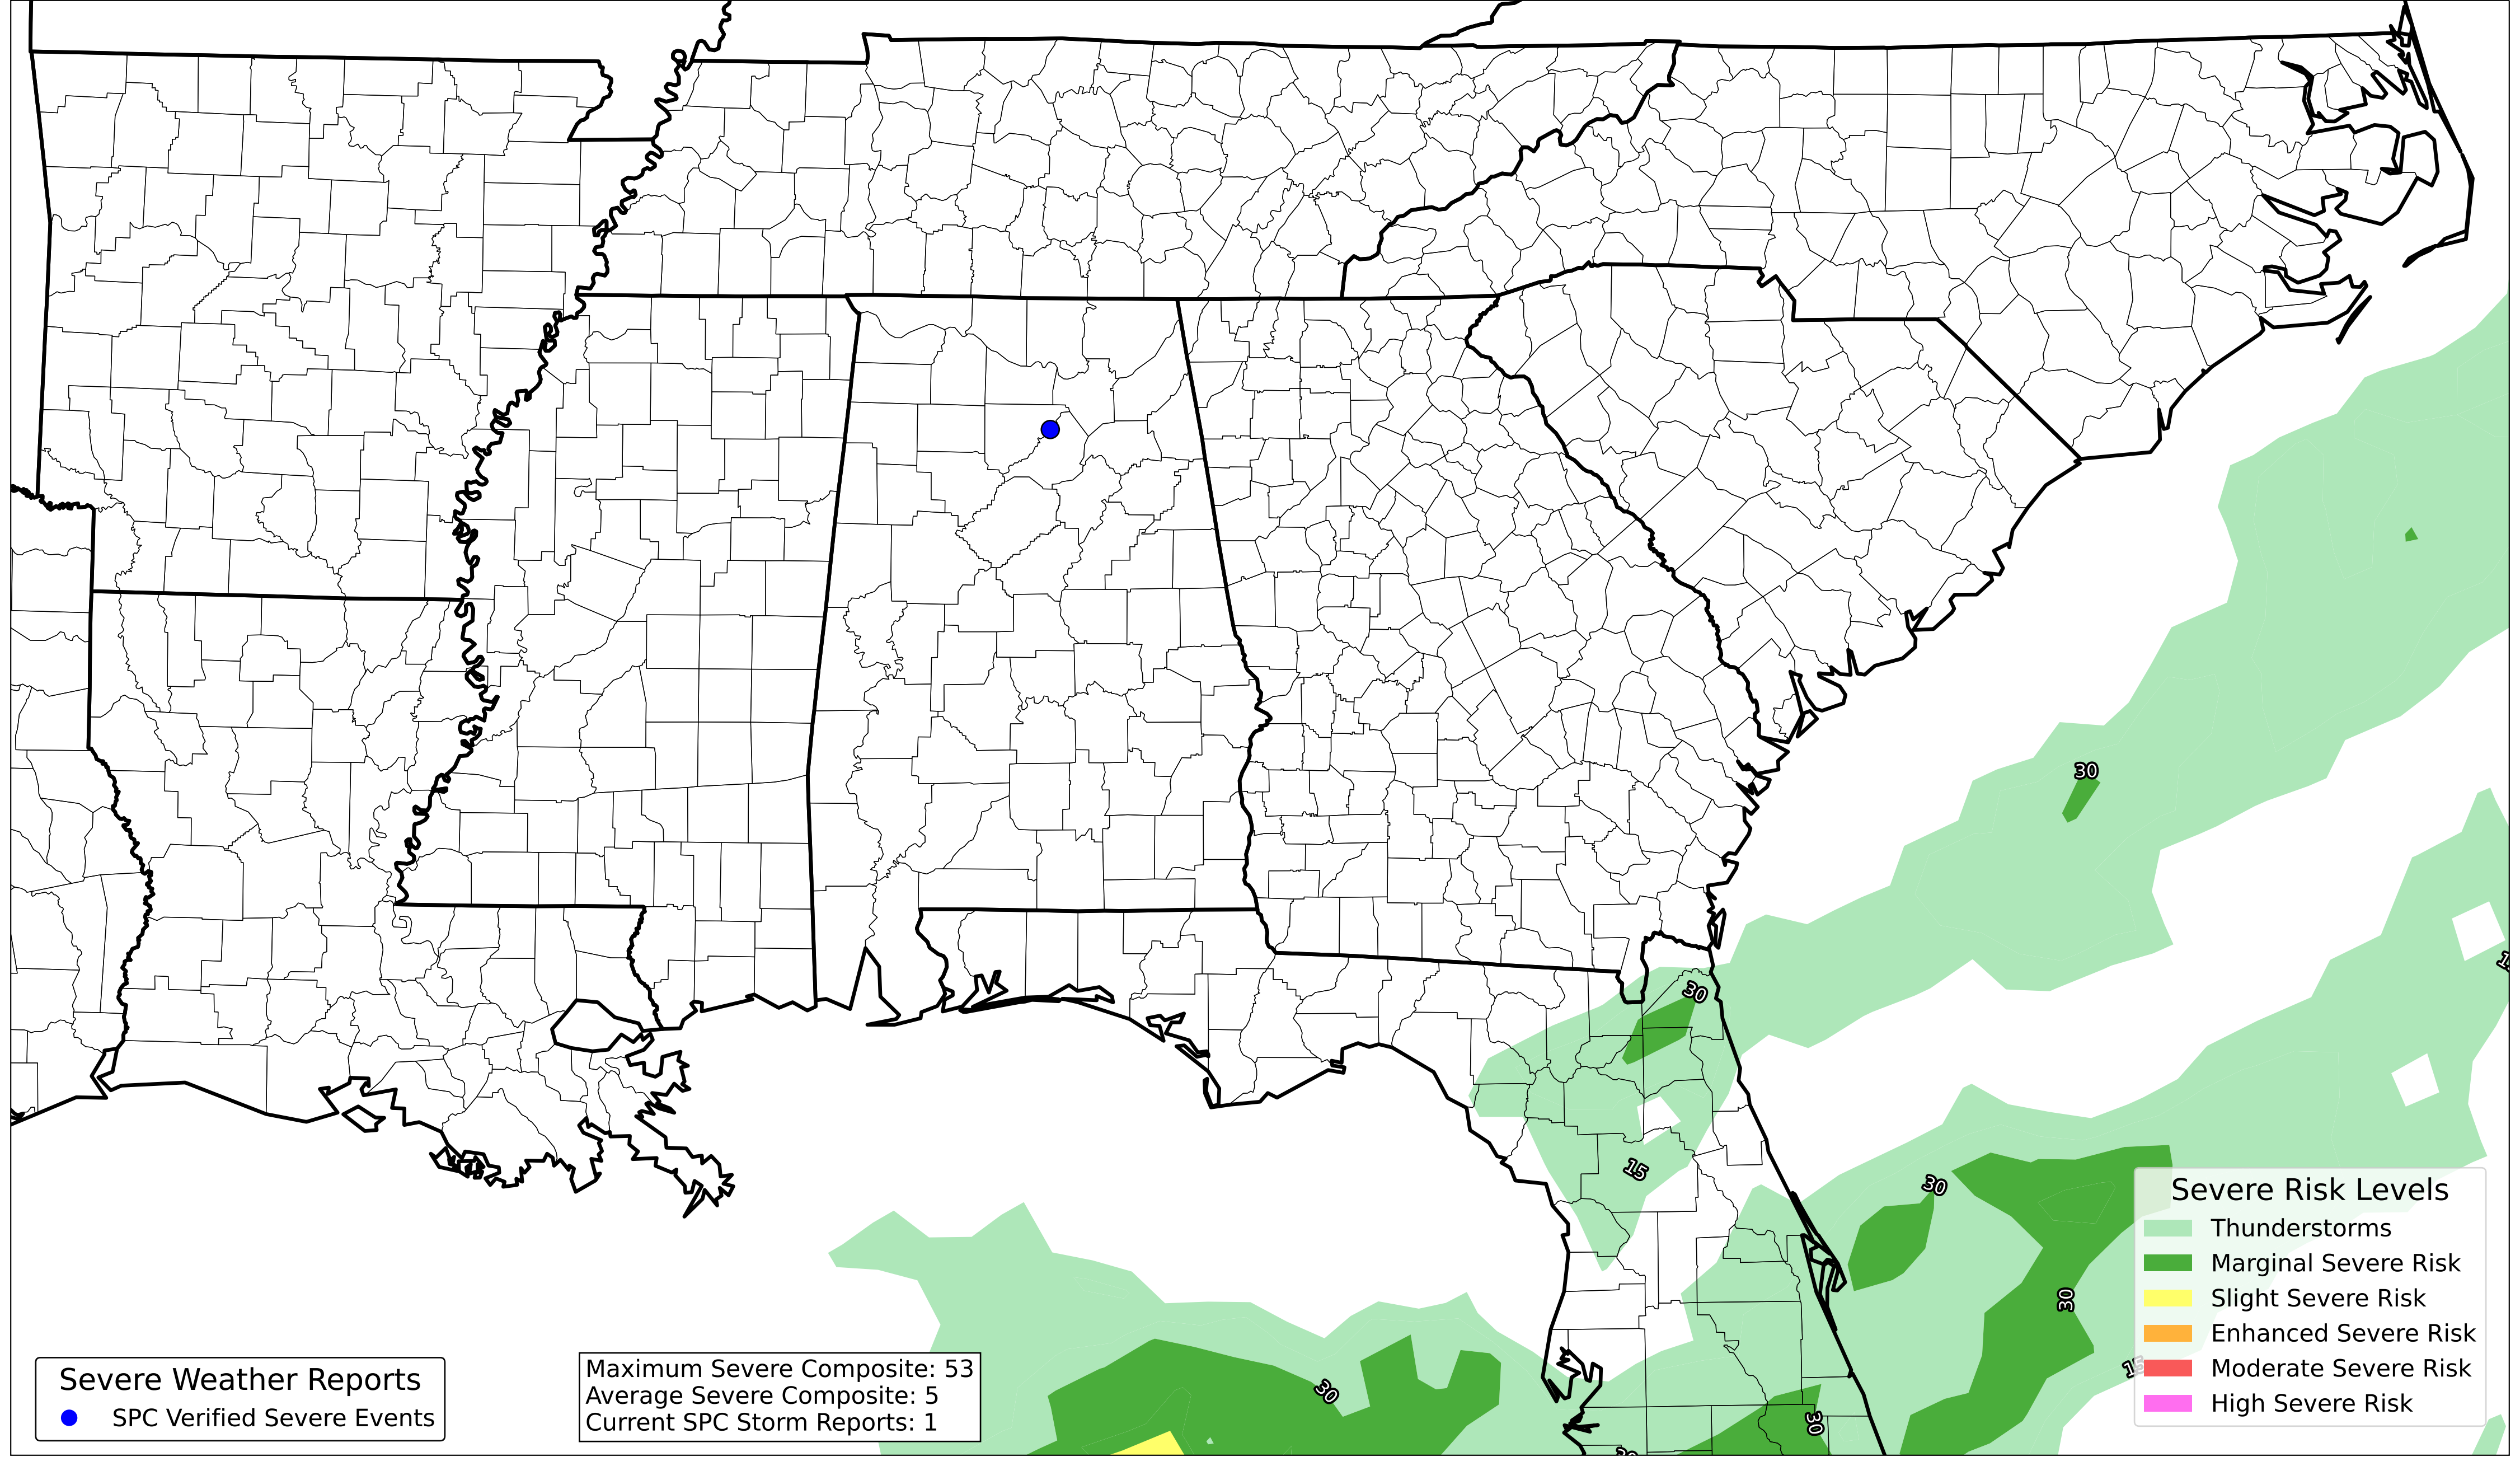 30
1
30
15
30
30
15
30
30
30
Severe Risk Levels
Thunderstorms
Marginal Severe Risk
Slight Severe Risk
Enhanced Severe Risk
Moderate Severe Risk
High Severe Risk
Severe Weather Reports
SPC Verified Severe Events
Maximum Severe Composite: 53
Average Severe Composite: 5
Current SPC Storm Reports: 1